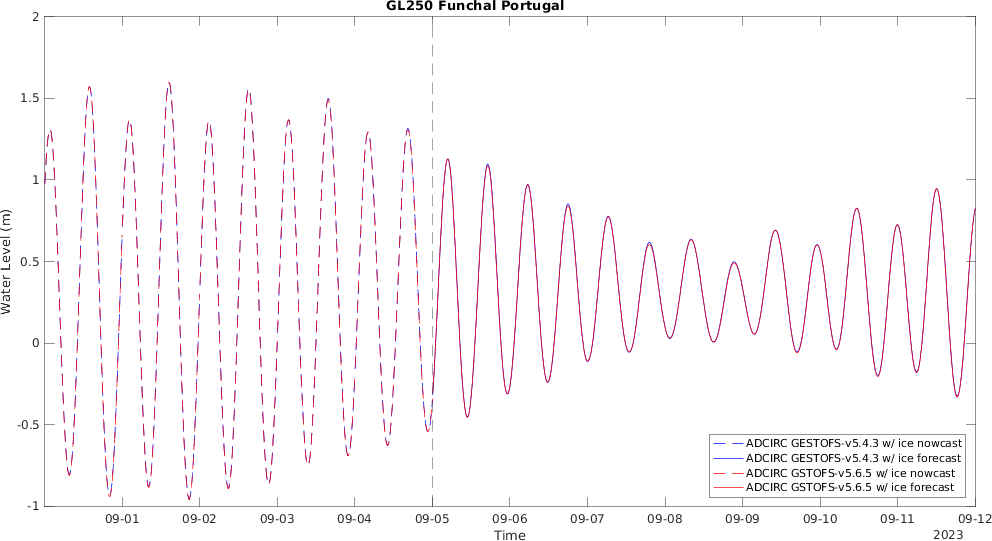 GL250 Funchal Portugal
2
1.5
1
0.5
0
-0.5
-1
Water Level (m)
ADCIRC GESTOFS-v5.4.3 w/ ice nowcast
ADCIRC GESTOFS-v5.4.3 w/ ice forecast
ADCIRC GSTOFS-v5.6.5 w/ ice nowcast
ADCIRC GSTOFS-v5.6.5 w/ ice forecast
09-01 09-02 09-03 09-04 09-05 09-06 09-07 09-08 09-09 09-10 09-11 09-12
Time
2023